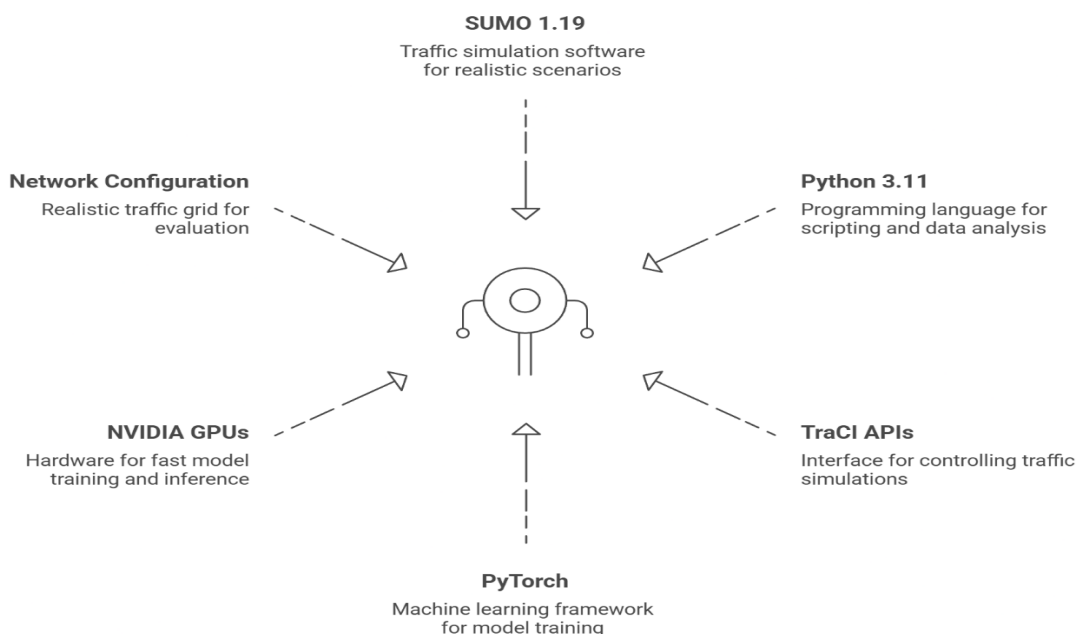 SUMO 1.19
Traffic simulation software
for realistic scenarios
Network Configuration
Realistic traffic grid for
evaluation
Python 3.11
Programming language for
scripting and data analysis
NVIDIA GPUs
Hardware for fast model
training and inference
TraCI APIs
Interface for controlling traffic
simulations
PyTorch
Machine learning framework
for model training